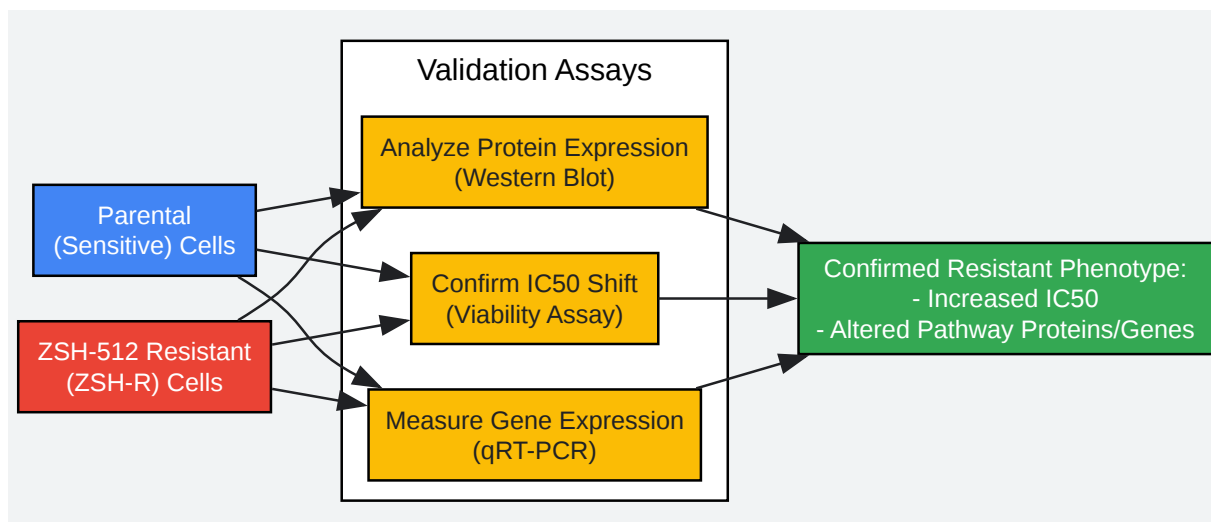 Validation Assays
Analyze Protein Expression
(Western Blot)
Parental
(Sensitive) Cells
Confirm IC50 Shift
(Viability Assay)
Confirmed Resistant Phenotype:
- Increased IC50
- Altered Pathway Proteins/Genes
ZSH-512 Resistant
(ZSH-R) Cells
Measure Gene Expression
(qRT-PCR)